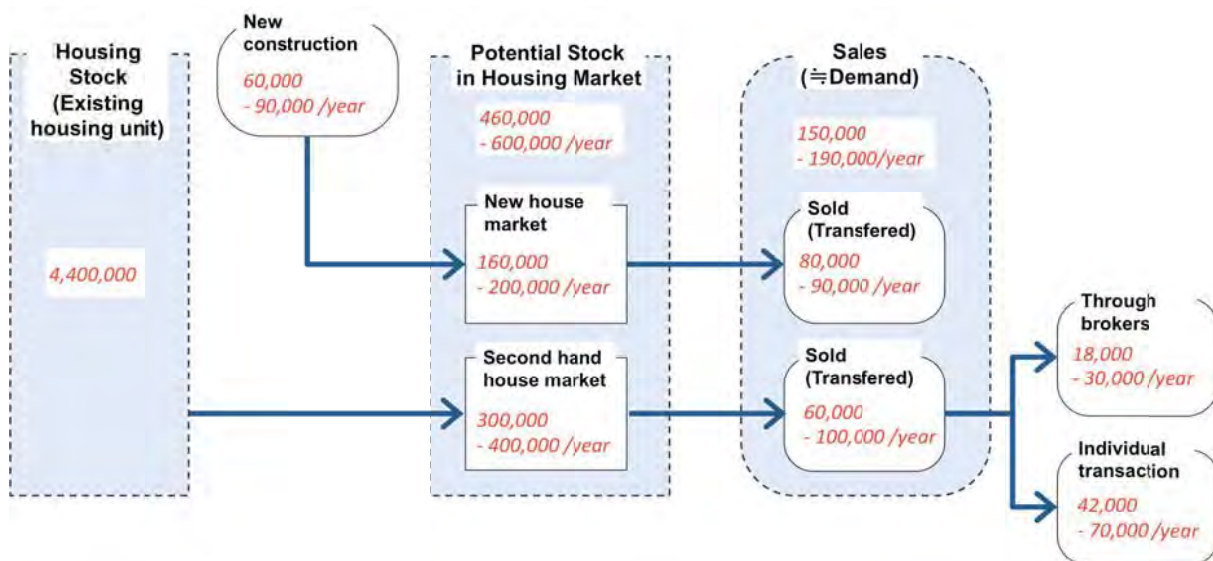 Housing
Stock
(Existing
housing unit)
4,400,000
New
construction
60,000
- 90,000 /year
Potential Stock
in Housing Market
460,000
- 600,000 /year
New house
market
160,000
- 200,000 /year
Second hand
house market
300,000
- 400,000 /year
Sales
(≒Demand)
150,000
- 190,000/year
Sold
(Transfered)
80,000
- 90,000 /year
Sold
(Transfered)
60,000
- 100,000 /year
Through
brokers
18,000
- 30,000 /year
Individual
transaction
42,000
- 70,000 /year